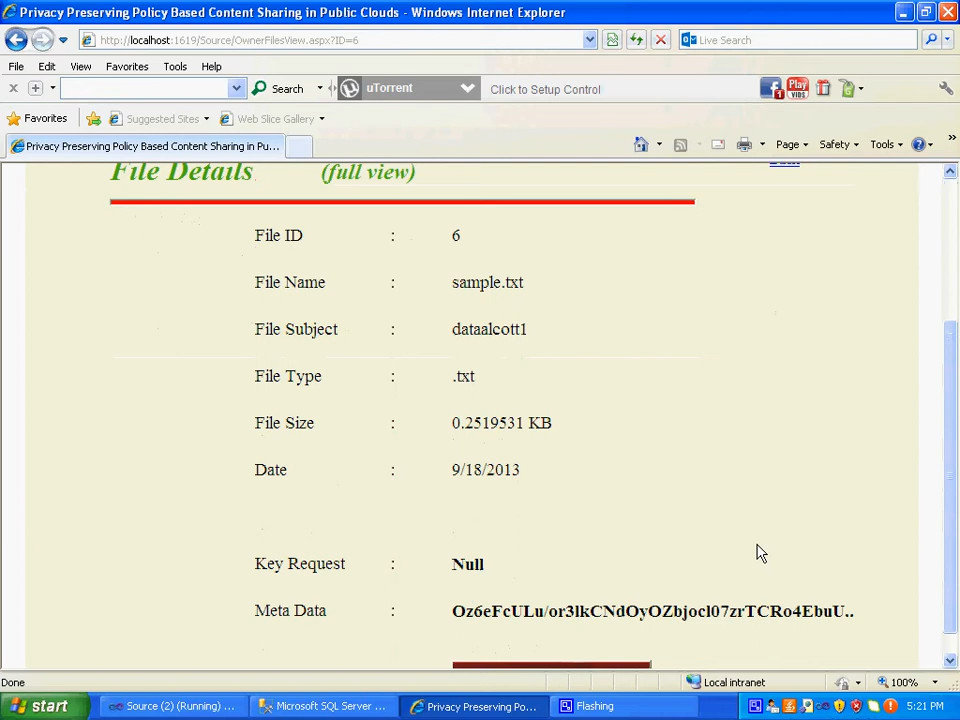 Privacy Preserving Policy Based Content Sharing in Public Clouds - Windows Internet Explorer
http://localhost:1619/Source/OwnerFilesView.aspx?ID=6
Live Search
File Edit View Favorites Tools Help
Search
uTorrent
Click to Setup Control
1
Play
VIDS
Favorites
Suggested Sites
Web Slice Gallery
Privacy Preserving Policy Based Content Sharing in Pu...
Page
Safety
Tools
File Details (full view)
File ID : 6
File Name : sample.txt
File Subject : dataalcott1
File Type : .txt
File Size : 0.2519531 KB
Date : 9/18/2013
Key Request : Null
Meta Data : Oz6eFcULu/or3lkCNdOyOZbjocl07zrTCRo4EbuU..
Done
Local intranet
100%
start
Source (2) (Running) ...
Microsoft SQL Server ...
Privacy Preserving Po...
Flashing
5:21 PM